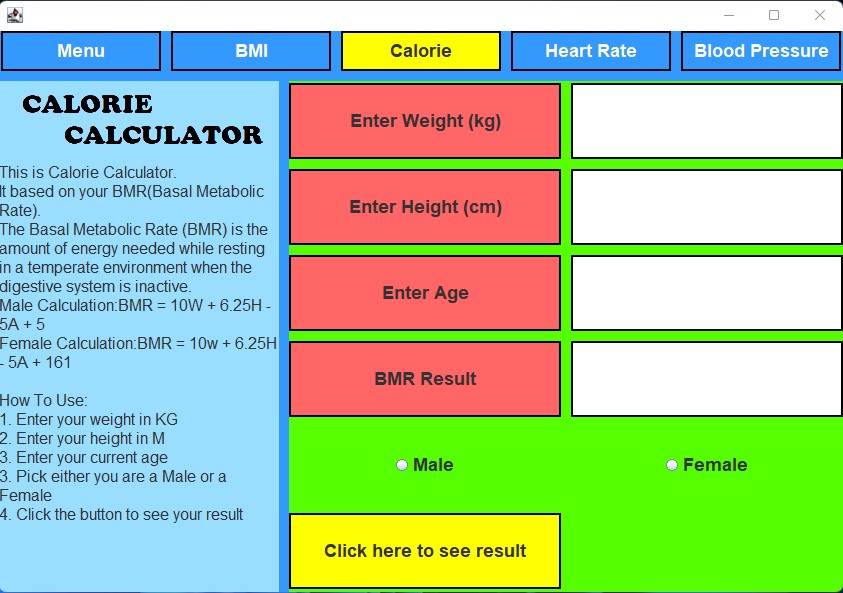 Menu
BMI
Calorie
Heart Rate
Blood Pressure
CALORIE
CALCULATOR
This is Calorie Calculator.
It based on your BMR(Basal Metabolic
Rate).
The Basal Metabolic Rate (BMR) is the
amount of energy needed while resting
in a temperate environment when the
digestive system is inactive.
Male Calculation:BMR = 10W + 6.25H -
5A + 5
Female Calculation:BMR = 10w + 6.25H
- 5A + 161
How To Use:
1. Enter your weight in KG
2. Enter your height in M
3. Enter your current age
3. Pick either you are a Male or a
Female
4. Click the button to see your result
Enter Weight (kg)
Enter Height (cm)
Enter Age
BMR Result
Male
Female
Click here to see result